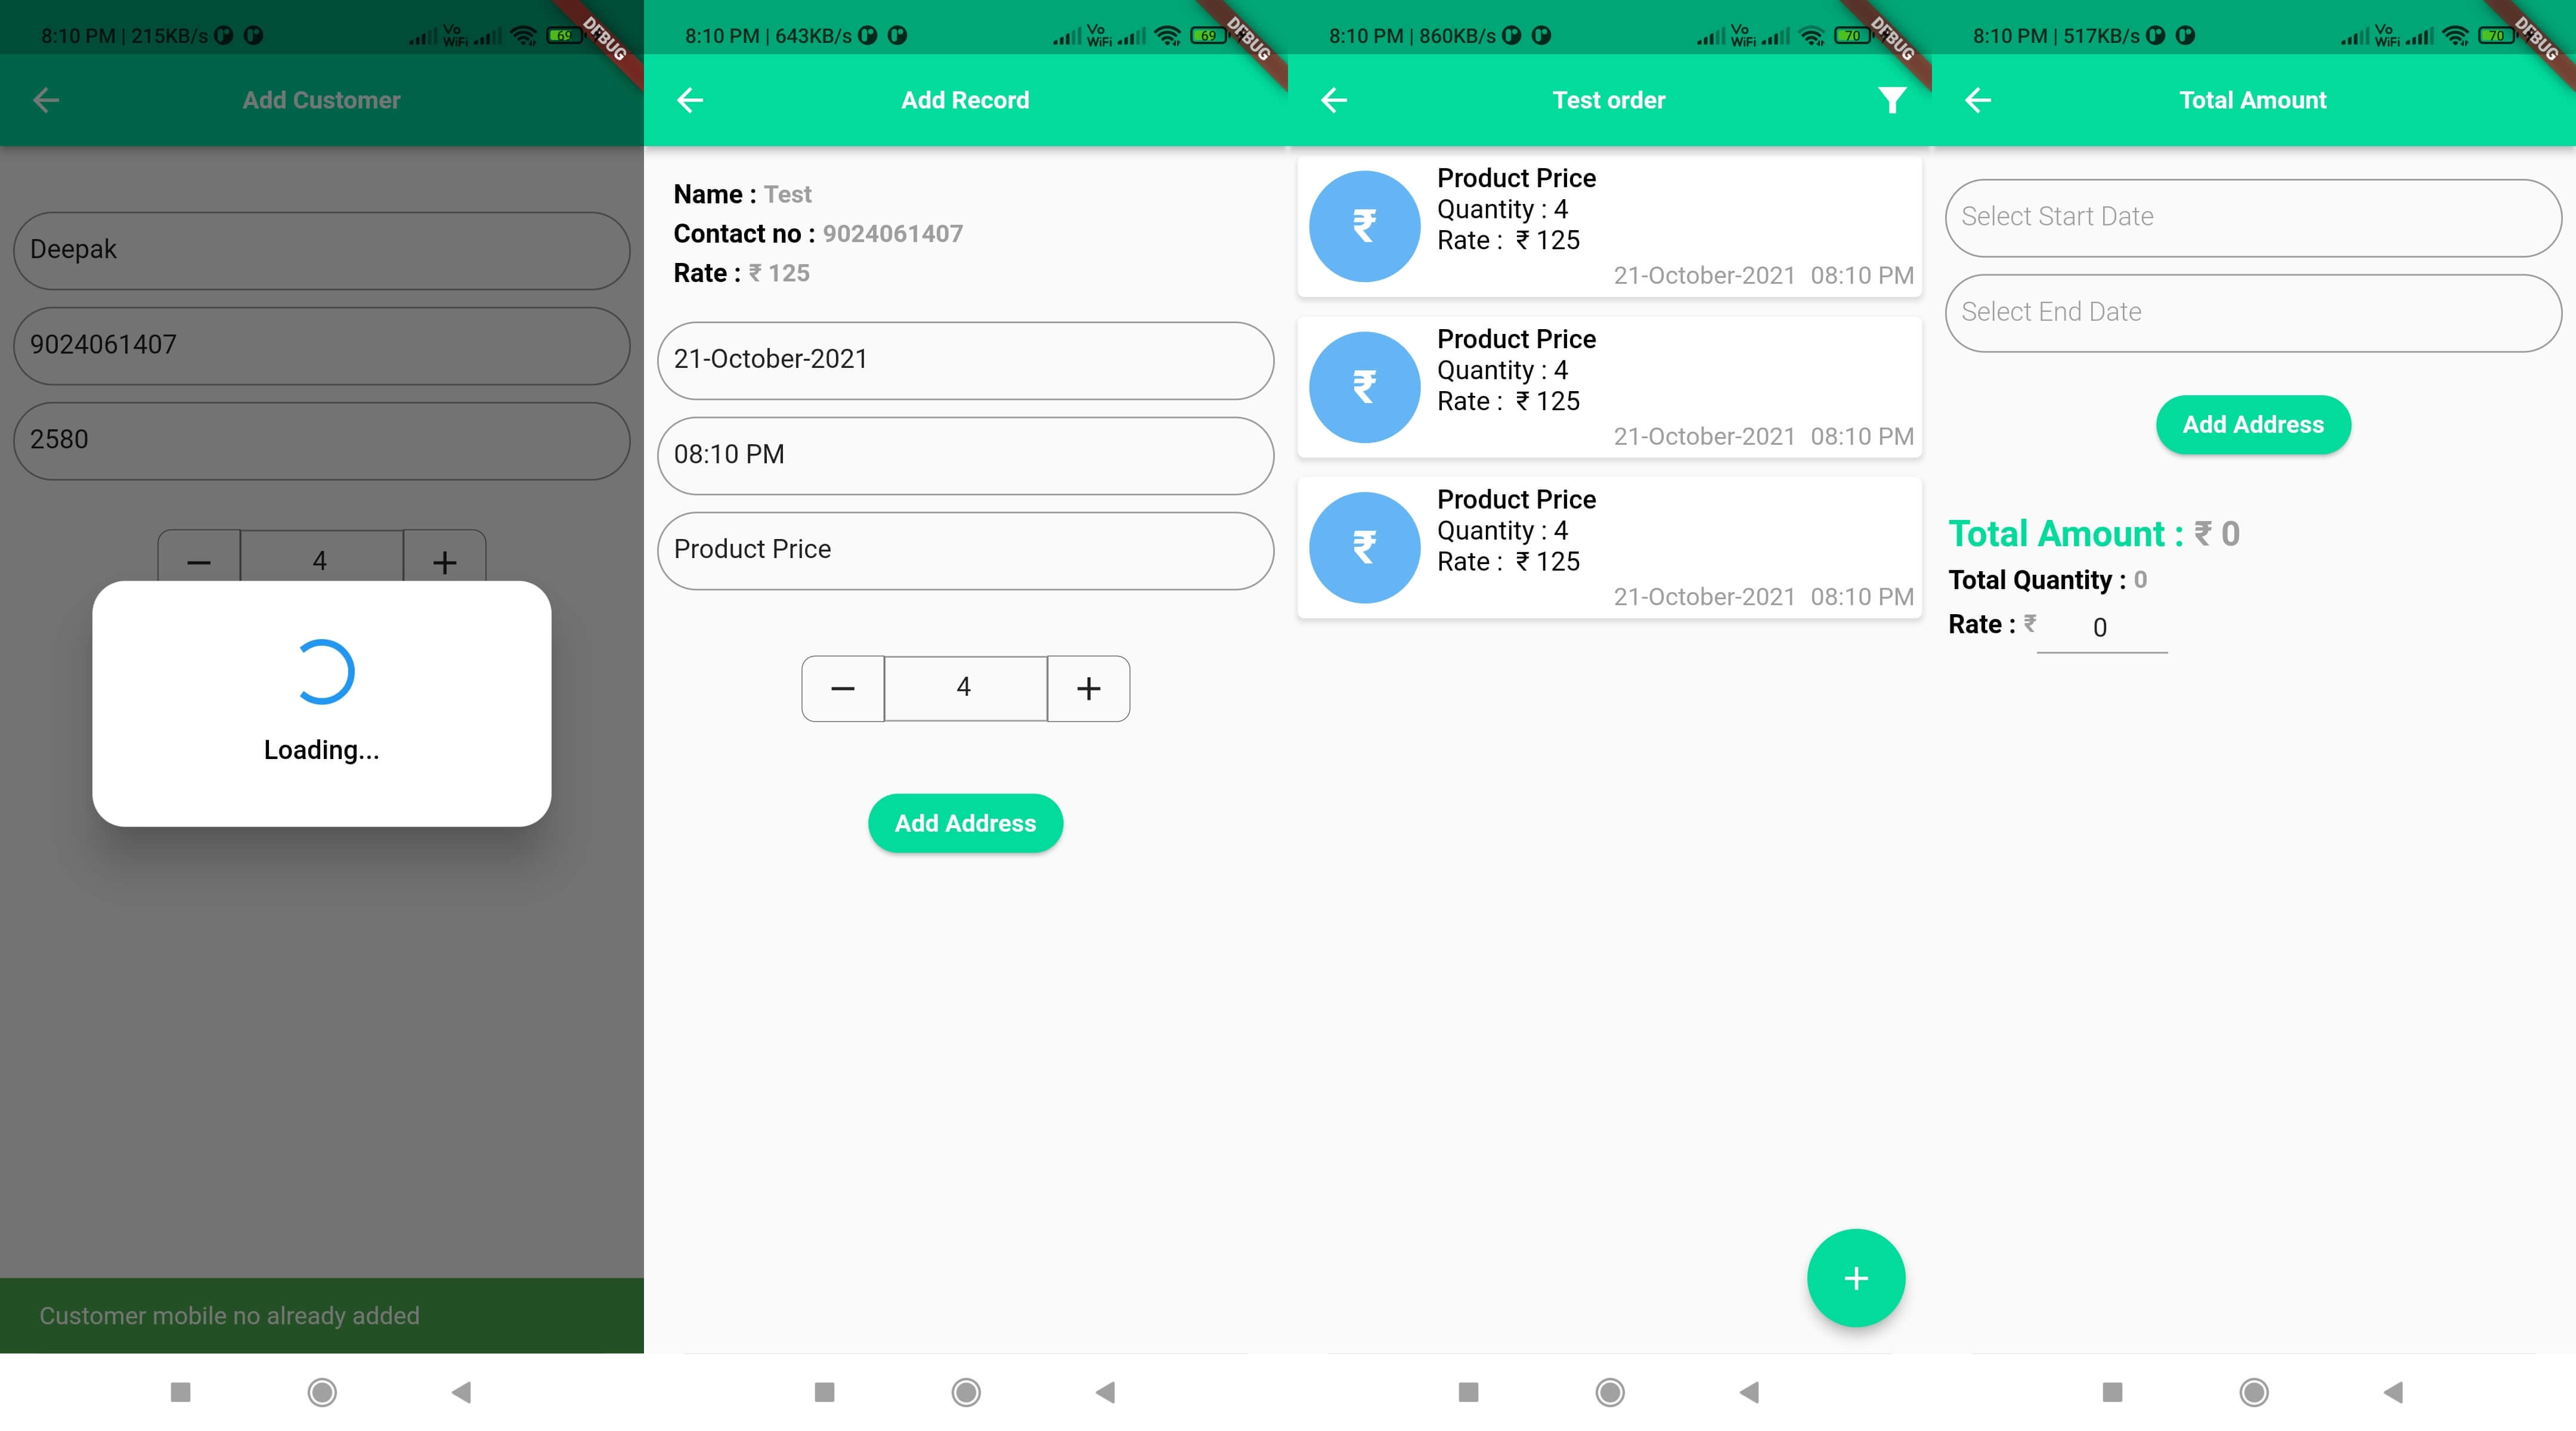 8:10 PM | 215KB/s
Vo WiFi
69
DEBUG
Add Customer
Deepak
9024061407
2580
4
Loading...
Customer mobile no already added
8:10 PM | 643KB/s
Vo WiFi
69
DEBUG
Add Record
Name : Test
Contact no : 9024061407
Rate : ₹ 125
21-October-2021
08:10 PM
Product Price
4
Add Address
8:10 PM | 860KB/s
Vo WiFi
70
DEBUG
Test order
₹
Product Price
Quantity : 4
Rate : ₹ 125
21-October-2021 08:10 PM
₹
Product Price
Quantity : 4
Rate : ₹ 125
21-October-2021 08:10 PM
₹
Product Price
Quantity : 4
Rate : ₹ 125
21-October-2021 08:10 PM
8:10 PM | 517KB/s
Vo WiFi
70
DEBUG
Total Amount
Select Start Date
Select End Date
Add Address
Total Amount : ₹ 0
Total Quantity : 0
Rate : ₹ 0